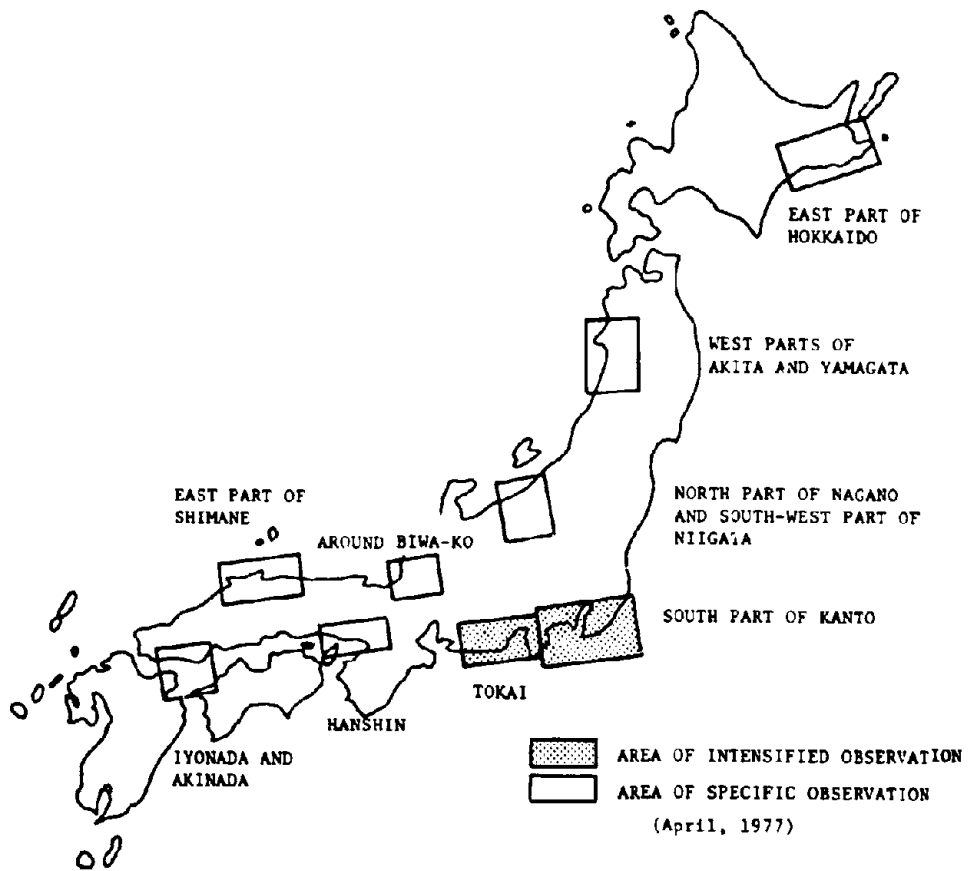 EAST PART OF
HOKKAIDO
WEST PARTS OF
AKITA AND YAMAGATA
NORTH PART OF NAGANO
AND SOUTH-WEST PART OF
NIIGATA
EAST PART OF
SHIMANE
AROUND BIWA-KO
SOUTH PART OF KANTO
TOKAI
HANSHIN
IYONADA AND
AKINADA
AREA OF INTENSIFIED OBSERVATION
AREA OF SPECIFIC OBSERVATION
(April, 1977)